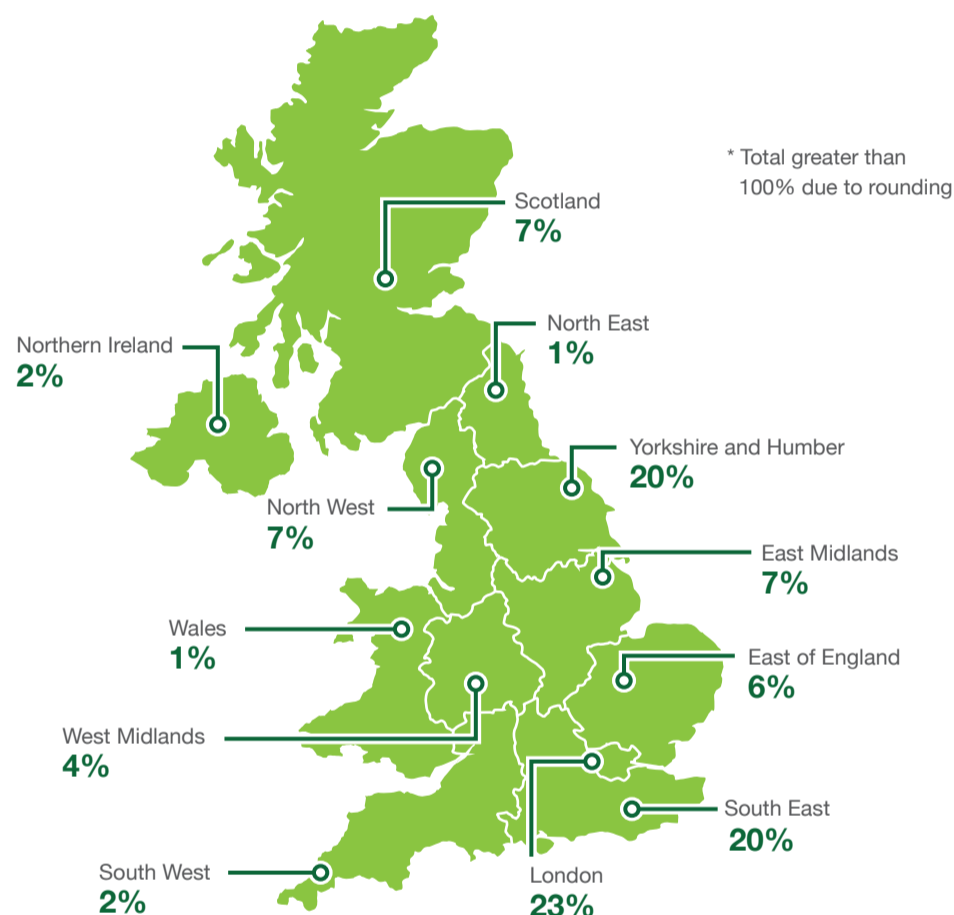 * Total greater than
100% due to rounding
Scotland
7%
North East
1%
Northern Ireland
2%
Yorkshire and Humber
20%
North West
7%
East Midlands
7%
Wales
1%
East of England
6%
West Midlands
4%
South East
20%
South West
2%
London
23%